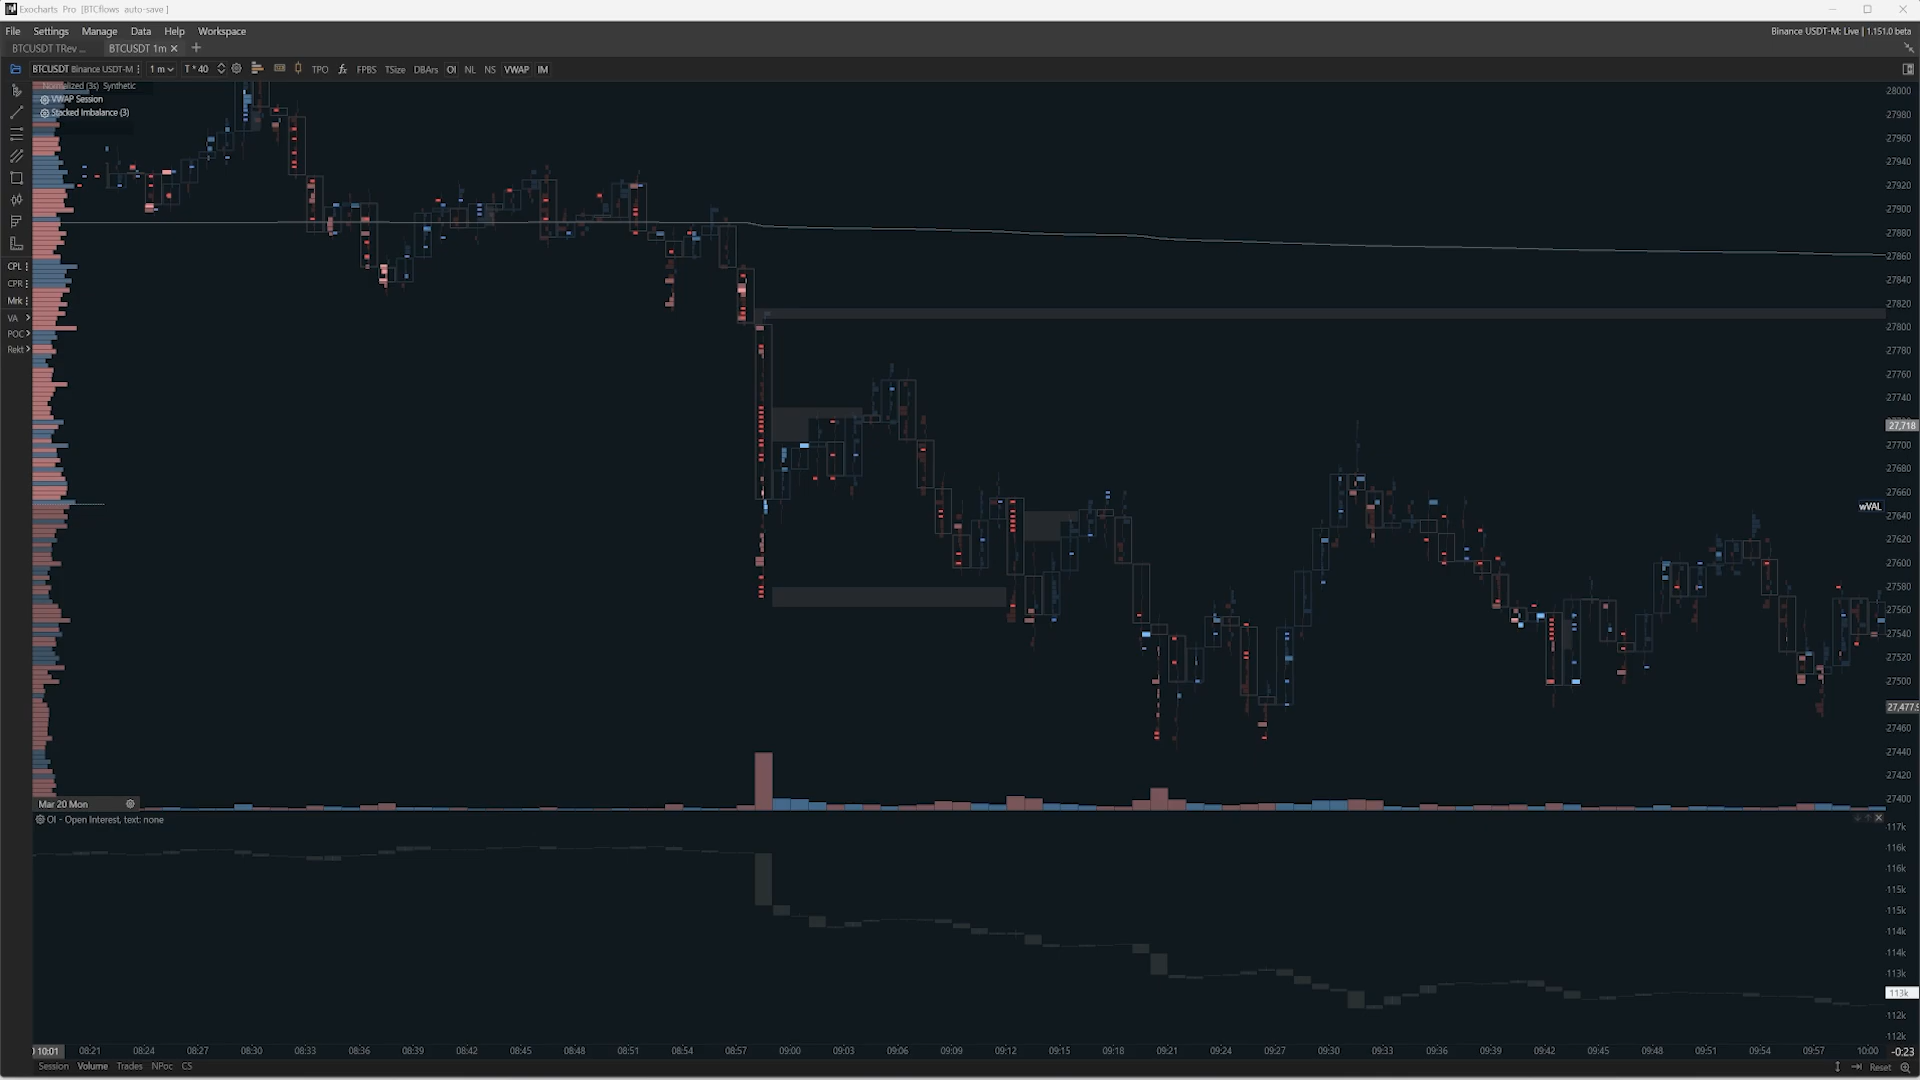 Exocharts Pro [BTCflows auto-save ]
File Settings Manage Data Help Workspace
Binance USDT-M: Live | 1.151.0 beta
BTCUSDT TRev ... BTCUSDT 1m
BTCUSDT Binance USDT-M 1 m T * 40 TPO fx FPBS TSize DBArs OI NL NS VWAP IM
Normalized (3s) Synthetic
VWAP Session
Stacked Imbalance (3)
CPL
CPR
Mrk
VA
POC
Rekt
28000
27980
27960
27940
27920
27900
27880
27860
27840
27820
27800
27780
27760
27740
27,718
27700
27680
27660
wVAL
27640
27620
27600
27580
27560
27540
27520
27500
27,477.5
27460
27440
27420
27400
Mar 20 Mon
OI - Open Interest, text: none
117k
116k
116k
115k
115k
114k
114k
113k
113k
112k
112k
10:01 08:21 08:24 08:27 08:30 08:33 08:36 08:39 08:42 08:45 08:48 08:51 08:54 08:57 09:00 09:03 09:06 09:09 09:12 09:15 09:18 09:21 09:24 09:27 09:30 09:33 09:36 09:39 09:42 09:45 09:48 09:51 09:54 09:57 10:00 -0:23
Session Volume Trades NPoc CS
Reset